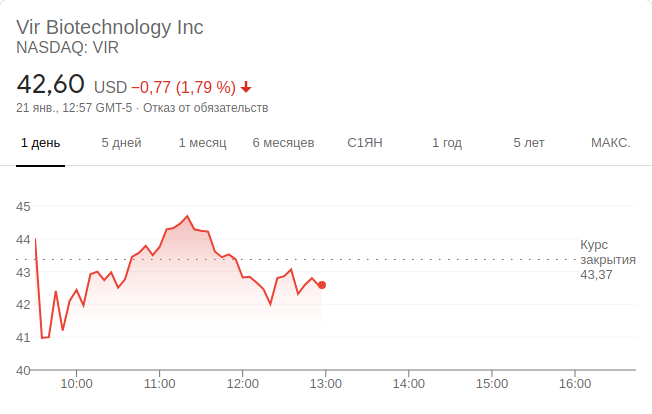 Vir Biotechnology Inc
NASDAQ: VIR
42,60 USD −0,77 (1,79 %)
21 янв., 12:57 GMT-5 · Отказ от обязательств
1 день 5 дней 1 месяц 6 месяцев С1ЯН 1 год 5 лет МАКС.
45
44
43
42
41
40
Курс
закрытия
43,37
10:00 11:00 12:00 13:00 14:00 15:00 16:00